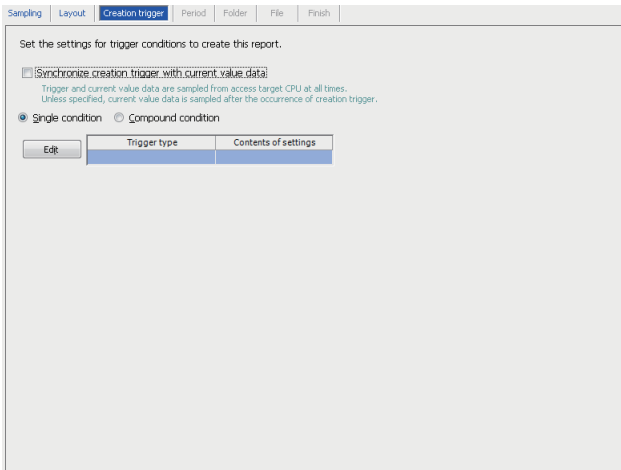 Sampling Layout Creation trigger Period Folder File Finish
Set the settings for trigger conditions to create this report.
Synchronize creation trigger with current value data
Trigger and current value data are sampled from access target CPU at all times.
Unless specified, current value data is sampled after the occurrence of creation trigger.
Single condition Compound condition
Edit Trigger type Contents of settings